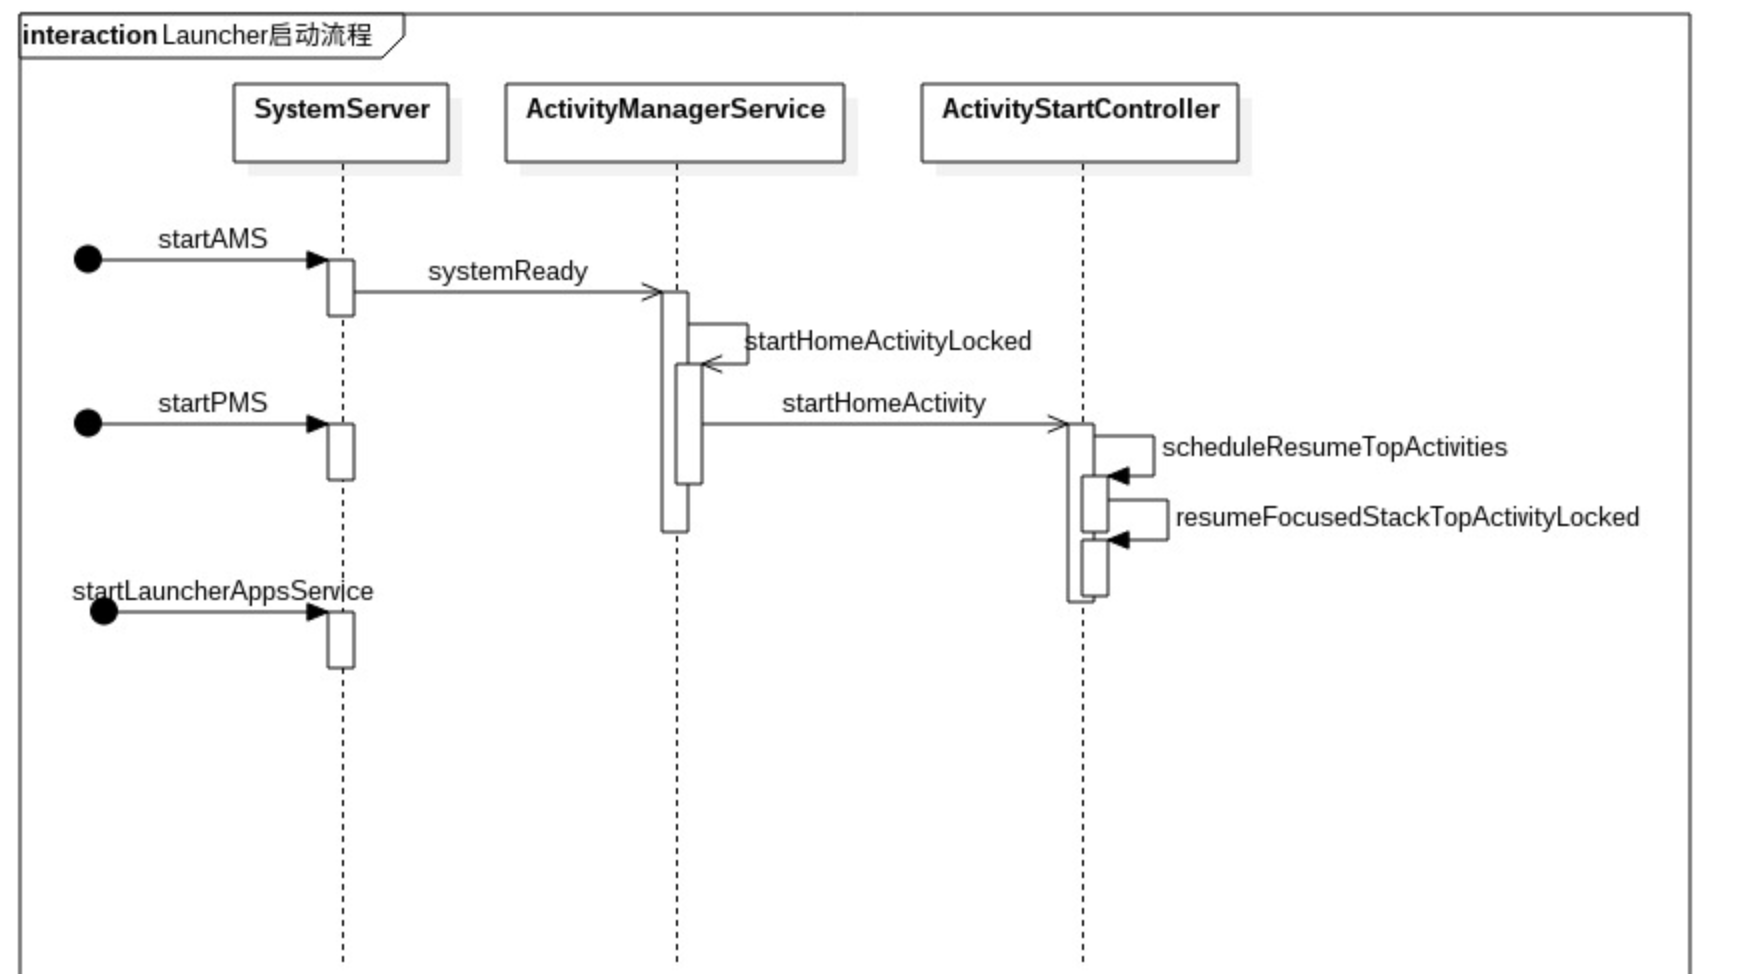 interaction Launcher启动流程
SystemServer
ActivityManagerService
ActivityStartController
startAMS
systemReady
startHomeActivityLocked
startPMS
startHomeActivity
scheduleResumeTopActivities
resumeFocusedStackTopActivityLocked
startLauncherAppsService